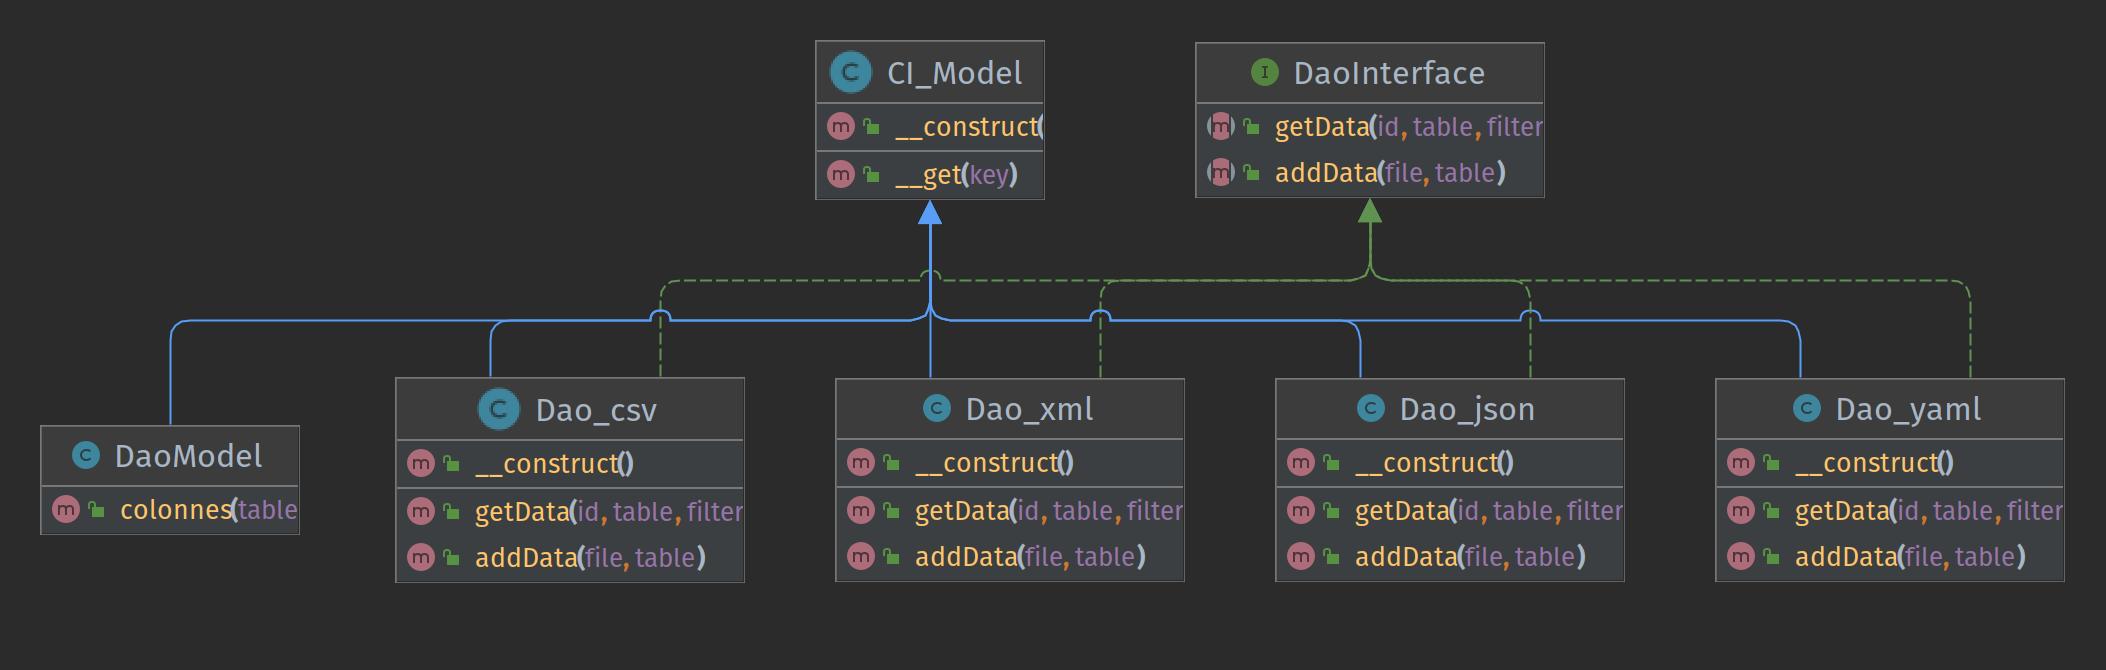 CI_Model
__construct(
__get(key)
DaoInterface
getData(id, table, filter
addData(file, table)
DaoModel
colonnes(table
Dao_csv
__construct()
getData(id, table, filter
addData(file, table)
Dao_xml
__construct()
getData(id, table, filter
addData(file, table)
Dao_json
__construct()
getData(id, table, filter
addData(file, table)
Dao_yaml
__construct()
getData(id, table, filter
addData(file, table)